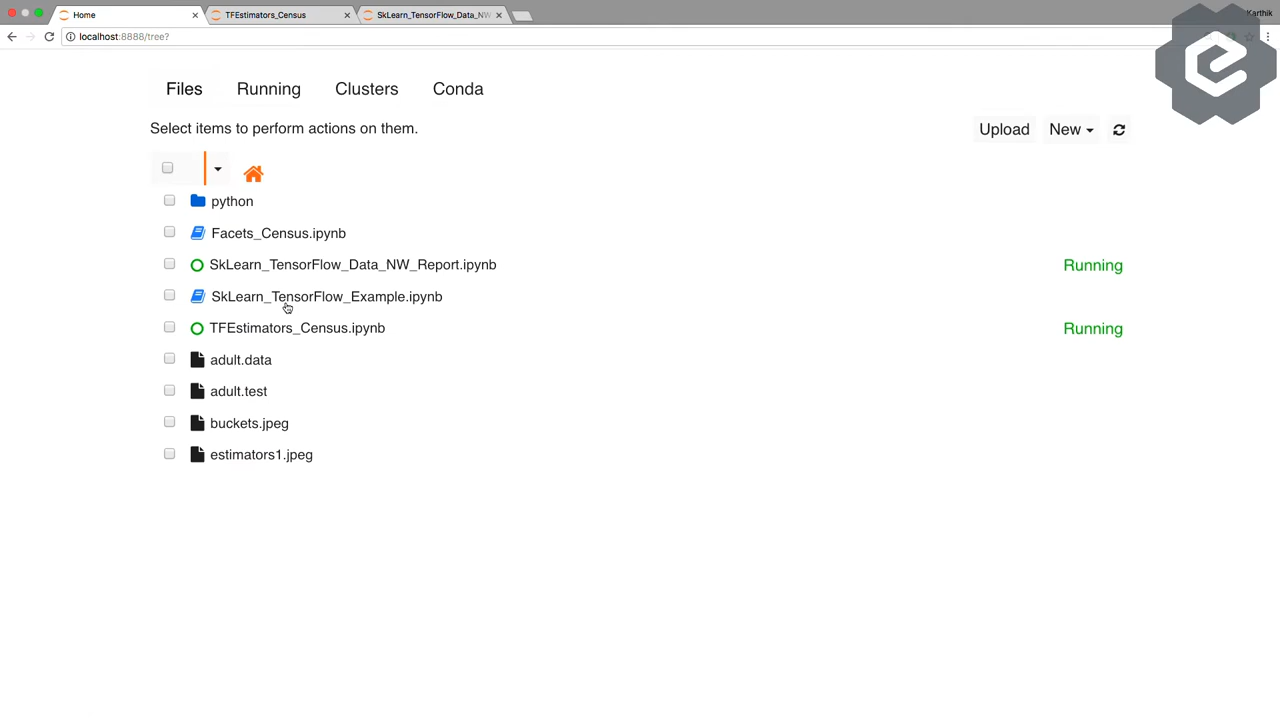 Home
TFEstimators_Census
SkLearn_TensorFlow_Data_NW
Karthik
localhost:8888/tree?
Files
Running
Clusters
Conda
Select items to perform actions on them.
Upload
New
python
Facets_Census.ipynb
SkLearn_TensorFlow_Data_NW_Report.ipynb
Running
SkLearn_TensorFlow_Example.ipynb
TFEstimators_Census.ipynb
Running
adult.data
adult.test
buckets.jpeg
estimators1.jpeg